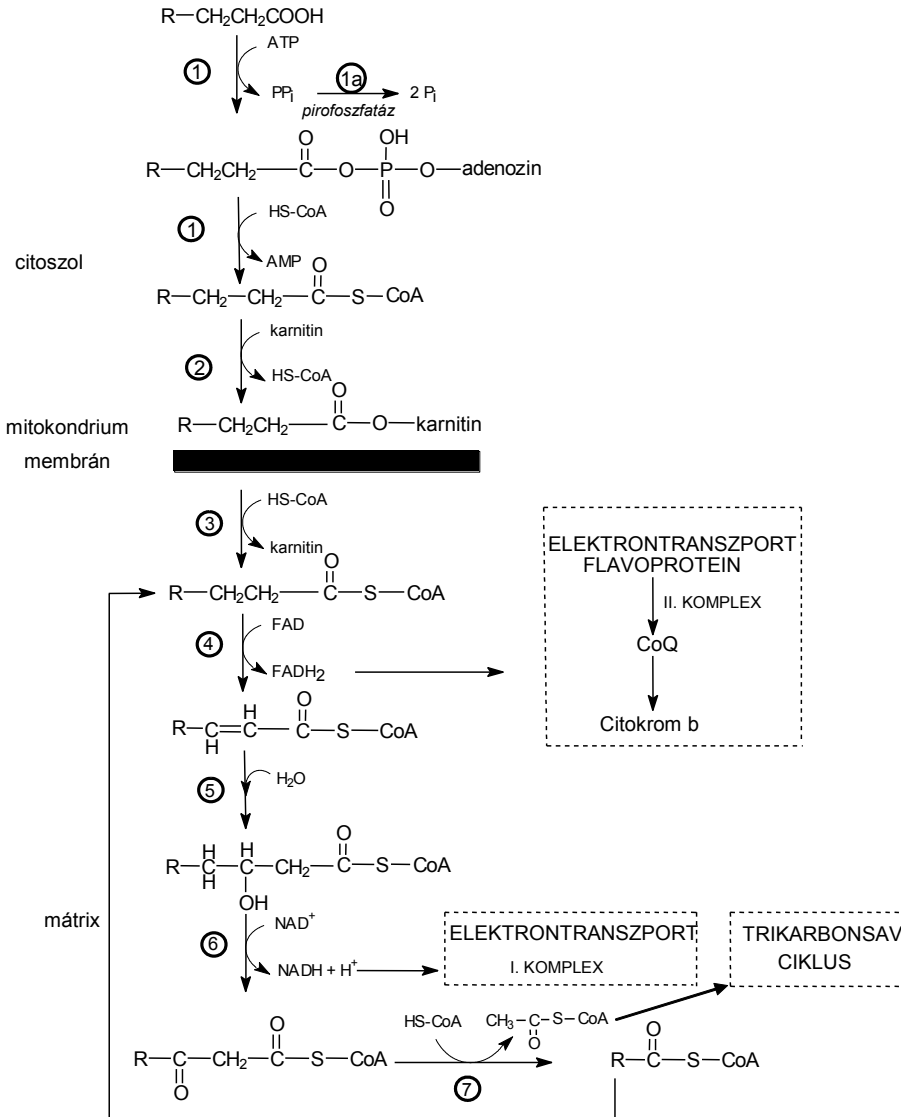 R—CH₂CH₂COOH
ATP
1
PPi
1a
2 Pi
pirofoszfatáz
O
OH
R—CH₂CH₂—C—O—P—O—adenozin
O
1
HS-CoA
AMP
citoszol
O
R—CH₂—CH₂—C—S—CoA
karnitin
2
HS-CoA
O
R—CH₂CH₂—C—O—karnitin
mitokondrium
membrán
HS-CoA
3
karnitin
O
R—CH₂CH₂—C—S—CoA
FAD
4
FADH₂
ELEKTRONTRANSZPORT
FLAVOPROTEIN
II. KOMPLEX
CoQ
Citokrom b
H
O
R—C=C—C—S—CoA
H
5
H₂O
H
H
O
R—C—C—CH₂—C—S—CoA
H
OH
mátrix
6
NAD⁺
NADH + H⁺
ELEKTRONTRANSZPORT
I. KOMPLEX
TRIKARBONSAV
CIKLUS
HS-CoA
CH₃—C—S—CoA
O
O
R—C—CH₂—C—S—CoA
O
7
O
R—C—S—CoA